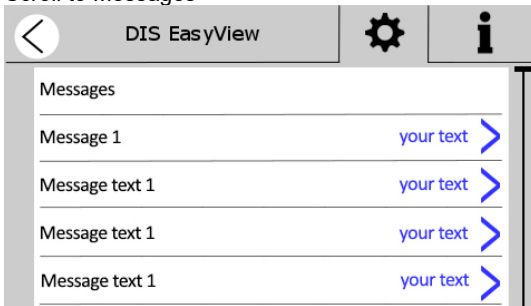 Scroll to Messages
DIS EasyView
Messages
Message 1 your text
Message text 1 your text
Message text 1 your text
Message text 1 your text